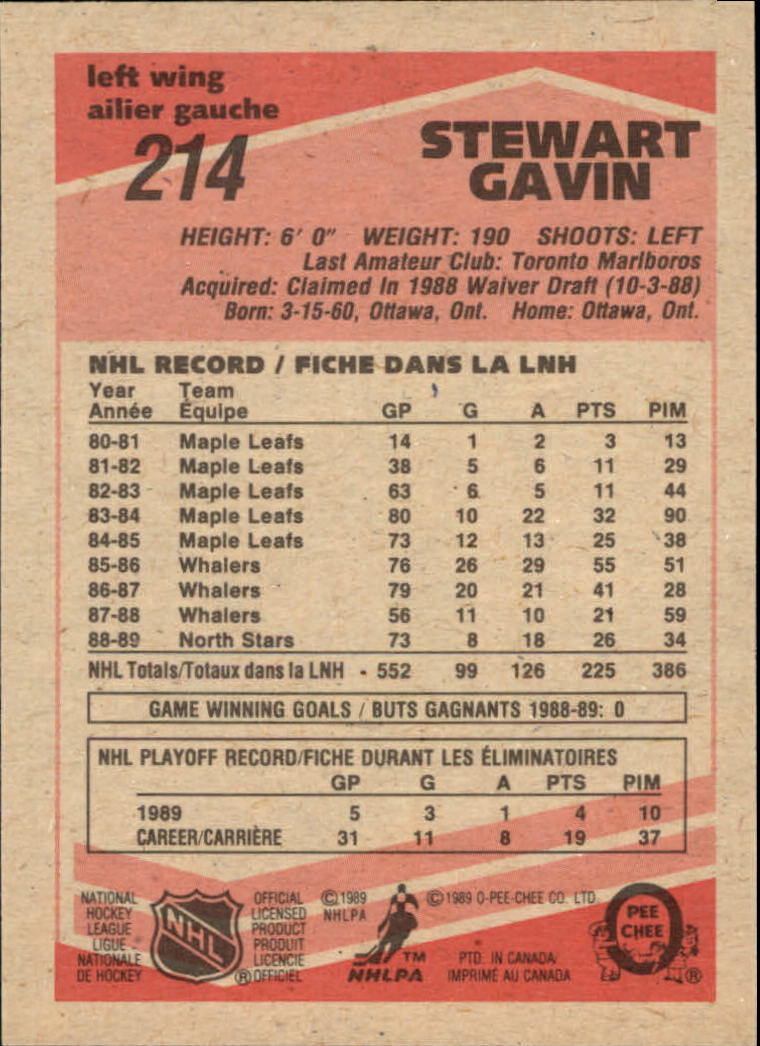 left wing
ailier gauche
214
STEWART
GAVIN
HEIGHT: 6' 0" WEIGHT: 190 SHOOTS: LEFT
Last Amateur Club: Toronto Marlboros
Acquired: Claimed In 1988 Waiver Draft (10-3-88)
Born: 3-15-60, Ottawa, Ont. Home: Ottawa, Ont.
NHL RECORD / FICHE DANS LA LNH
Year Team
Année Équipe GP G A PTS PIM
80-81 Maple Leafs 14 1 2 3 13
81-82 Maple Leafs 38 5 6 11 29
82-83 Maple Leafs 63 6 5 11 44
83-84 Maple Leafs 80 10 22 32 90
84-85 Maple Leafs 73 12 13 25 38
85-86 Whalers 76 26 29 55 51
86-87 Whalers 79 20 21 41 28
87-88 Whalers 56 11 10 21 59
88-89 North Stars 73 8 18 26 34
NHL Totals/Totaux dans la LNH 552 99 126 225 386
GAME WINNING GOALS / BUTS GAGNANTS 1988-89: 0
NHL PLAYOFF RECORD/FICHE DURANT LES ÉLIMINATOIRES
GP G A PTS PIM
1989 5 3 1 4 10
CAREER/CARRIÈRE 31 11 8 19 37
NATIONAL
HOCKEY
LEAGUE
LIGUE
NATIONALE
DE HOCKEY
NHL
OFFICIAL
LICENSED
PRODUCT
PRODUIT
LICENCIE
® OFFICIEL
© 1989
NHLPA
TM
NHLPA
© 1989 O-PEE-CHEE CO. LTD
PTD. IN CANADA
IMPRIMÉ AU CANADA
PEE
CHEE
®